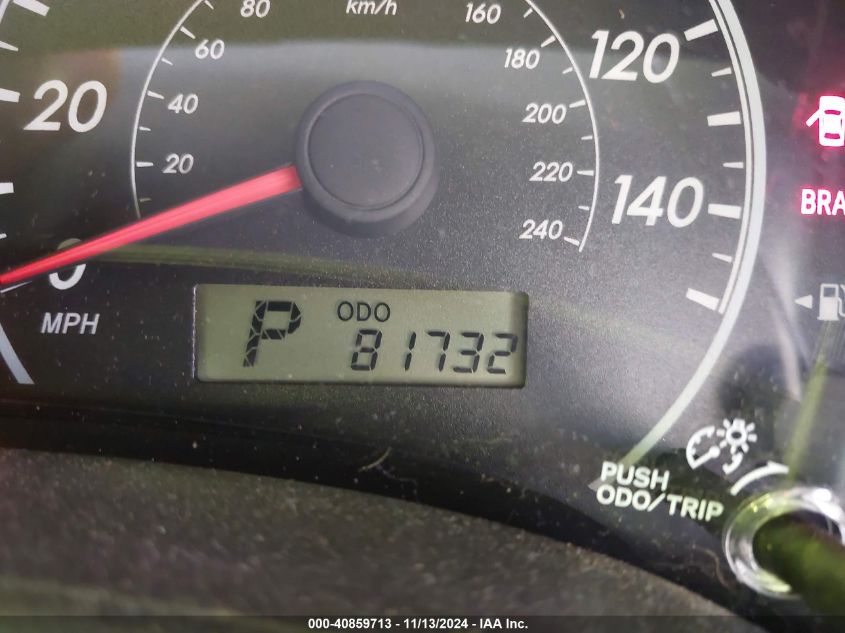 80 km/h 160
60 180 120
20
40 200
20 220 140
240
0
MPH
BRA
ODO
P 81732
PUSH
ODO/TRIP
000-40859713 - 11/13/2024 - IAA Inc.